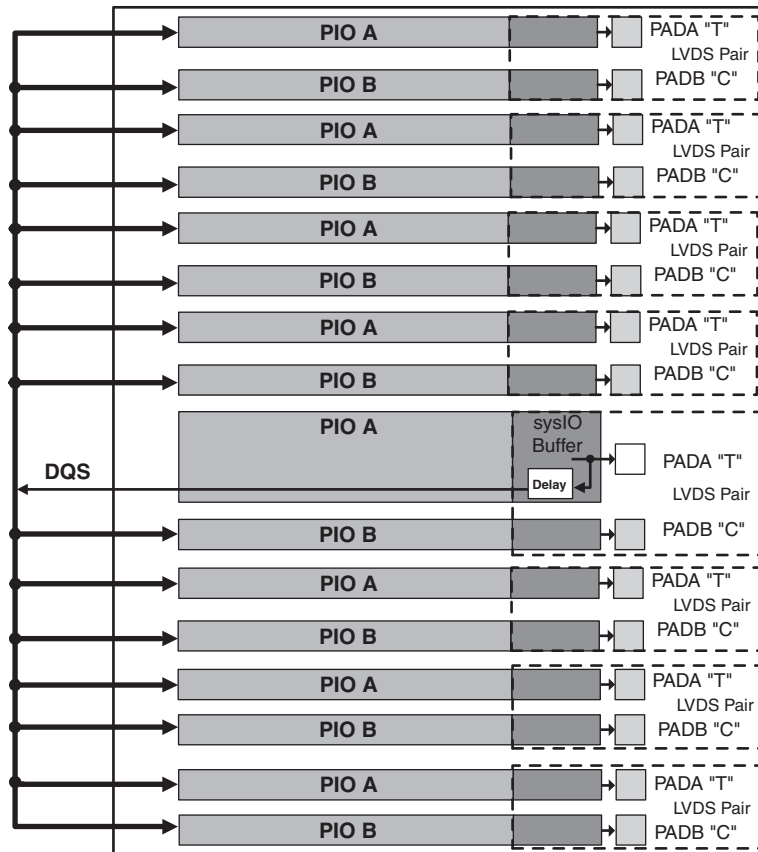 PIO A PADA "T"
LVDS Pair
PIO B PADB "C"
PIO A PADA "T"
LVDS Pair
PIO B PADB "C"
PIO A PADA "T"
LVDS Pair
PIO B PADB "C"
PIO A PADA "T"
LVDS Pair
PIO B PADB "C"
PIO A sysIO
Buffer
PADA "T"
DQS Delay
LVDS Pair
PIO B PADB "C"
PIO A PADA "T"
LVDS Pair
PIO B PADB "C"
PIO A PADA "T"
LVDS Pair
PIO B PADB "C"
PIO A PADA "T"
LVDS Pair
PIO B PADB "C"